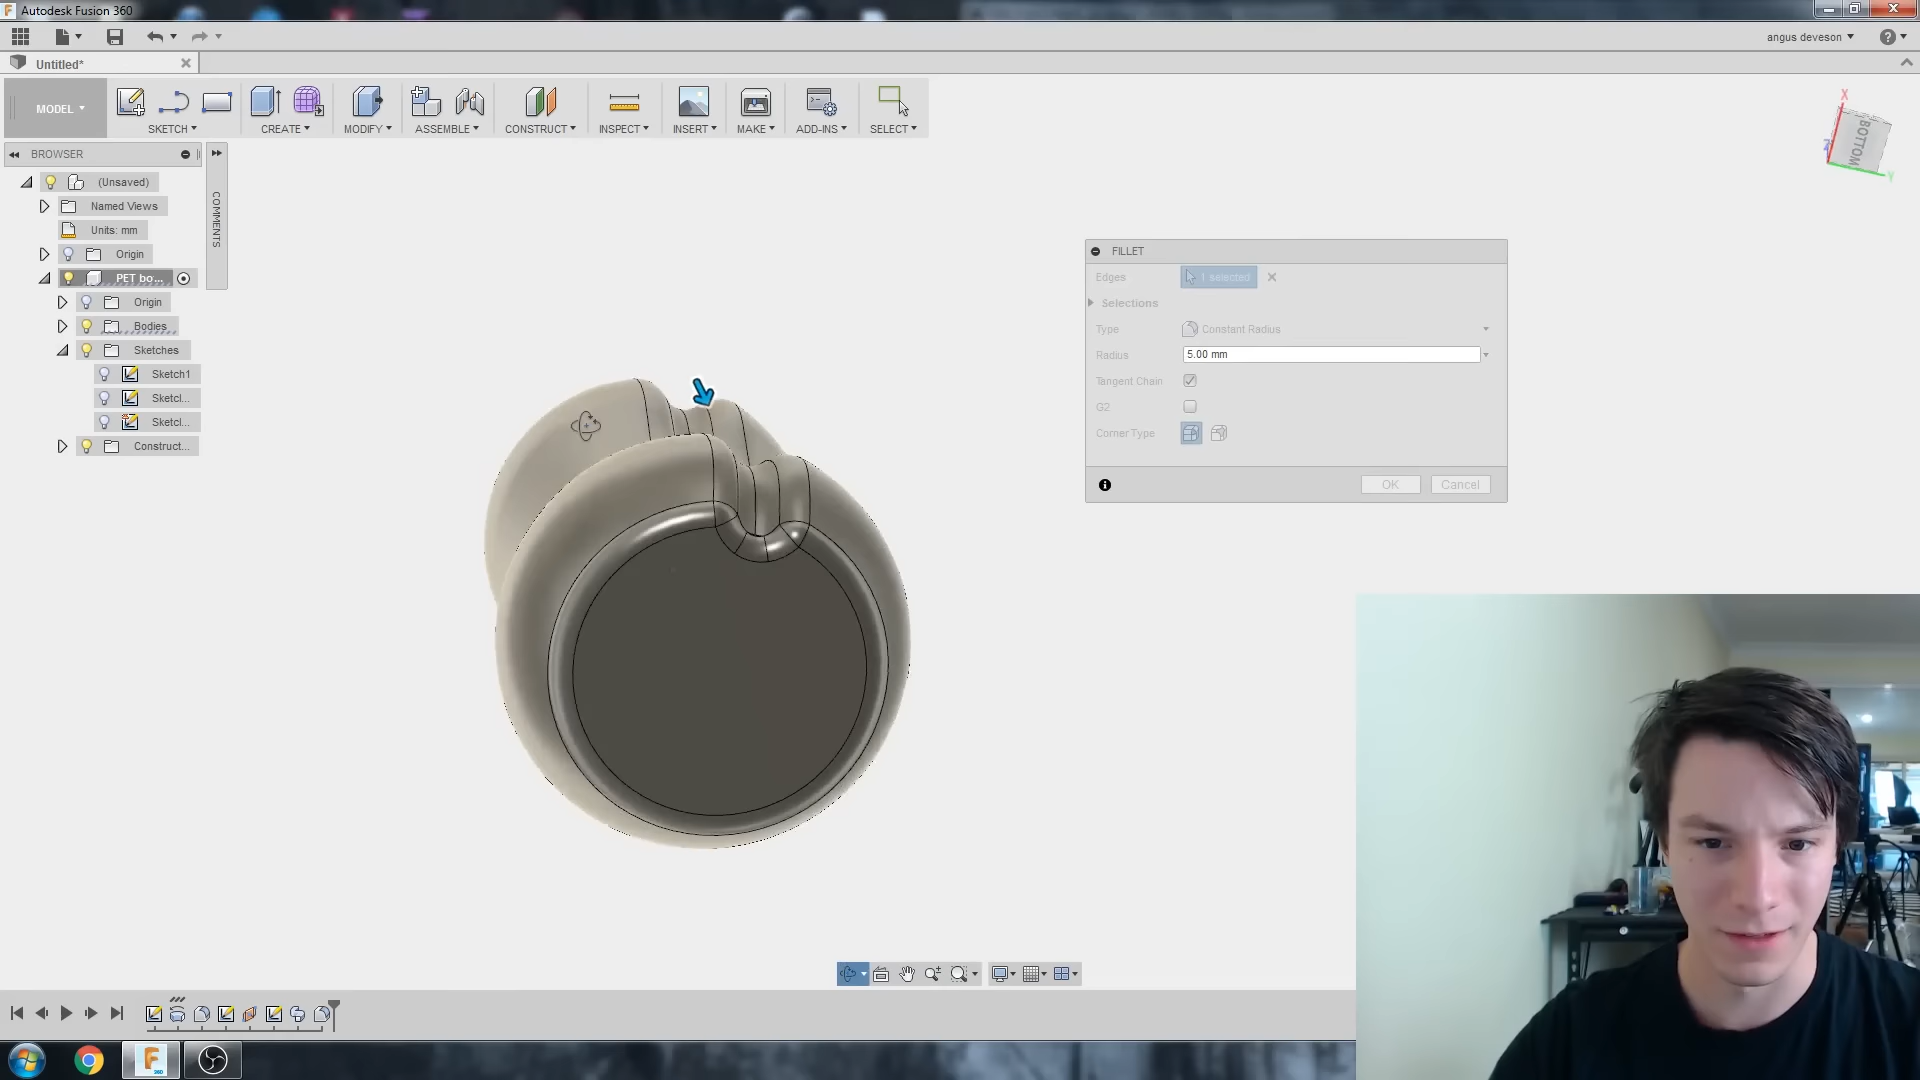 Autodesk Fusion 360
angus deveson
Untitled*
MODEL
SKETCH
CREATE
MODIFY
ASSEMBLE
CONSTRUCT
INSPECT
INSERT
MAKE
ADD-INS
SELECT
BROWSER
COMMENTS
(Unsaved)
Named Views
Units: mm
Origin
PET bo...
Origin
Bodies
Sketches
Sketch1
Sketcl...
Sketcl...
Construct...
X
BOTTOM
Y
FILLET
Edges 1 selected
Selections
Type Constant Radius
Radius 5.00 mm
Tangent Chain
G2
Corner Type
OK Cancel